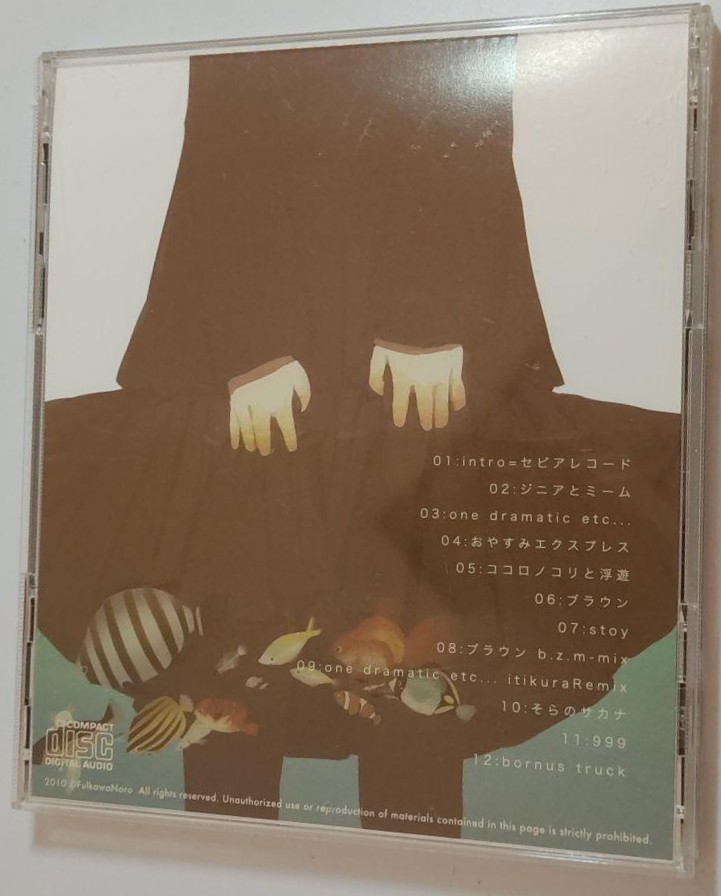 01:intro=セピアレコード
02:ジニアとミーム
03:one dramatic etc...
04:おやすみエクスプレス
05:ココロノコリと浮遊
06:ブラウン
07:stoy
08:ブラウン b.z.m-mix
09:one dramatic etc... itikuraRemix
10:そらのサカナ
11:999
12:bornus truck
COMPACT
disc
DIGITAL AUDIO
2010 ©FulkawaNoro All rights reserved. Unauthorized use or reproduction of materials contained in this page is strictly prohibited.